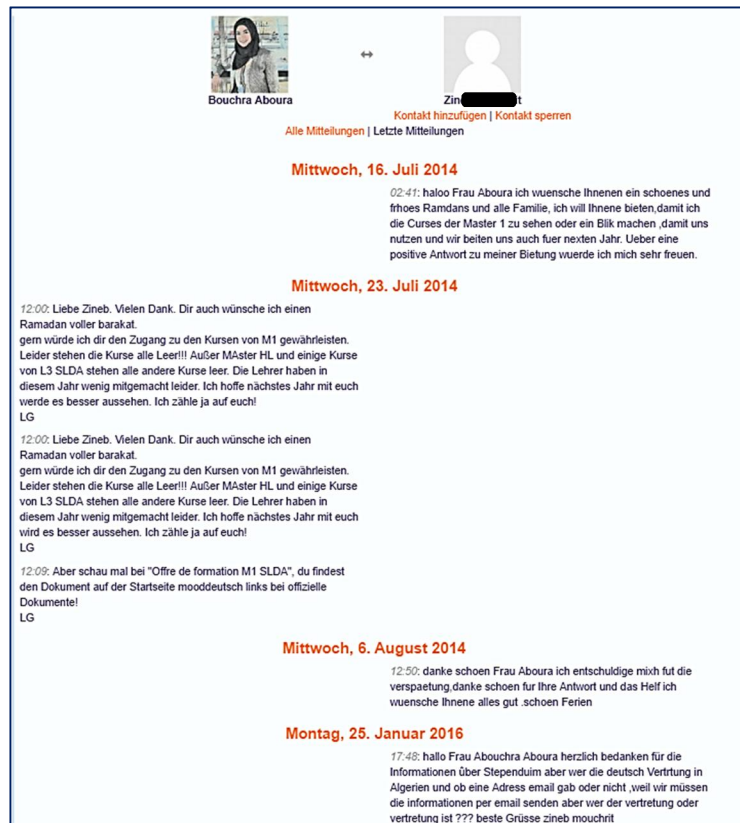 Bouchra Aboura
Kontakt hinzufügen | Kontakt sperren
Alle Mitteilungen | Letzte Mitteilungen
Mittwoch, 16. Juli 2014
02:41: haloo Frau Aboura ich wuensche Ihnenen ein schoenes und
frhoes Ramdans und alle Familie, ich will Ihnene bieten,damit ich
die Curses der Master 1 zu sehen oder ein Blik machen ,damit uns
nutzen und wir beiten uns auch fuer nexten Jahr. Ueber eine
positive Antwort zu meiner Bietung wuerde ich mich sehr freuen.
Mittwoch, 23. Juli 2014
12:00: Liebe Zineb. Vielen Dank. Dir auch wünsche ich einen
Ramadan voller barakat.
gern würde ich dir den Zugang zu den Kursen von M1 gewährleisten.
Leider stehen die Kurse alle Leer!!! Außer MAster HL und einige Kurse
von L3 SLDA stehen alle andere Kurse leer. Die Lehrer haben in
diesem Jahr wenig mitgemacht leider. Ich hoffe nächstes Jahr mit euch
werde es besser aussehen. Ich zähle ja auf euch!
LG
12:00: Liebe Zineb. Vielen Dank. Dir auch wünsche ich einen
Ramadan voller barakat.
gern würde ich dir den Zugang zu den Kursen von M1 gewährleisten.
Leider stehen die Kurse alle Leer!!! Außer MAster HL und einige Kurse
von L3 SLDA stehen alle andere Kurse leer. Die Lehrer haben in
diesem Jahr wenig mitgemacht leider. Ich hoffe nächstes Jahr mit euch
wird es besser aussehen. Ich zähle ja auf euch!
LG
12:09: Aber schau mal bei "Offre de formation M1 SLDA", du findest
den Dokument auf der Startseite mooddeutsch links bei offizielle
Dokumente!
LG
Mittwoch, 6. August 2014
12:50: danke schoen Frau Aboura ich entschuldige mixh fut die
verspaetung,danke schoen fur Ihre Antwort und das Helf ich
wuensche Ihnene alles gut .schoen Ferien
Montag, 25. Januar 2016
17:48: hallo Frau Abouchra Aboura herzlich bedanken für die
Informationen ûber Stependuim aber wer die deutsch Vertrtung in
Algerien und ob eine Adress email gab oder nicht ,weil wir müssen
die informationen per email senden aber wer der vertretung oder
vertretung ist ??? beste Grüsse zineb mouchrit